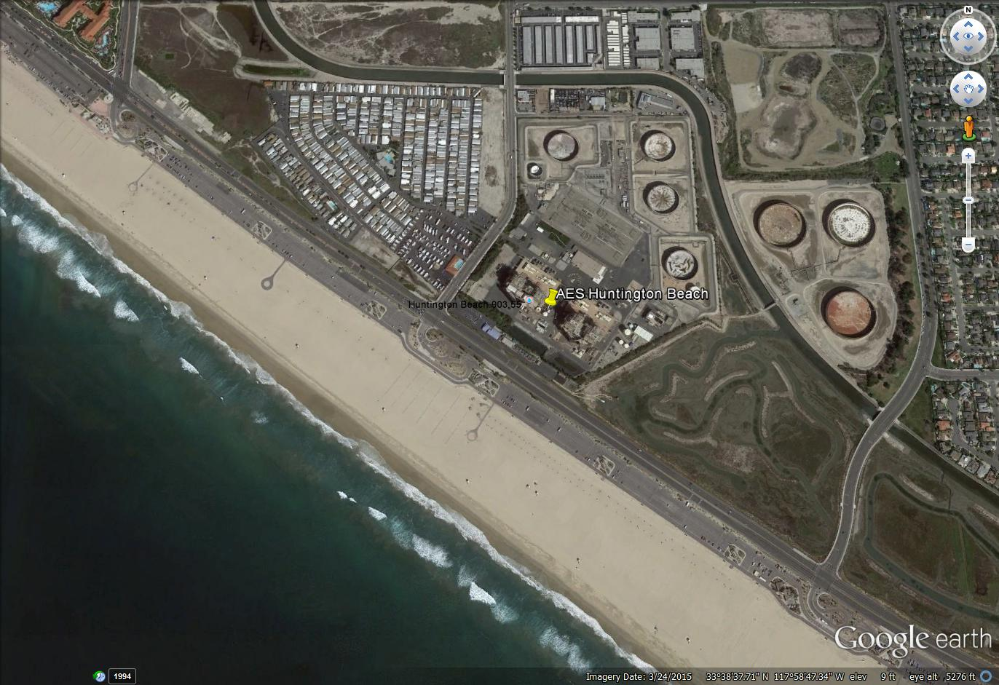 N
AES Huntington Beach
Huntington Beach 903,55
Google earth
1994
Imagery Date: 3/24/2015 33°38'37.71" N 117°58'47.34" W elev 9 ft eye alt 5276 ft